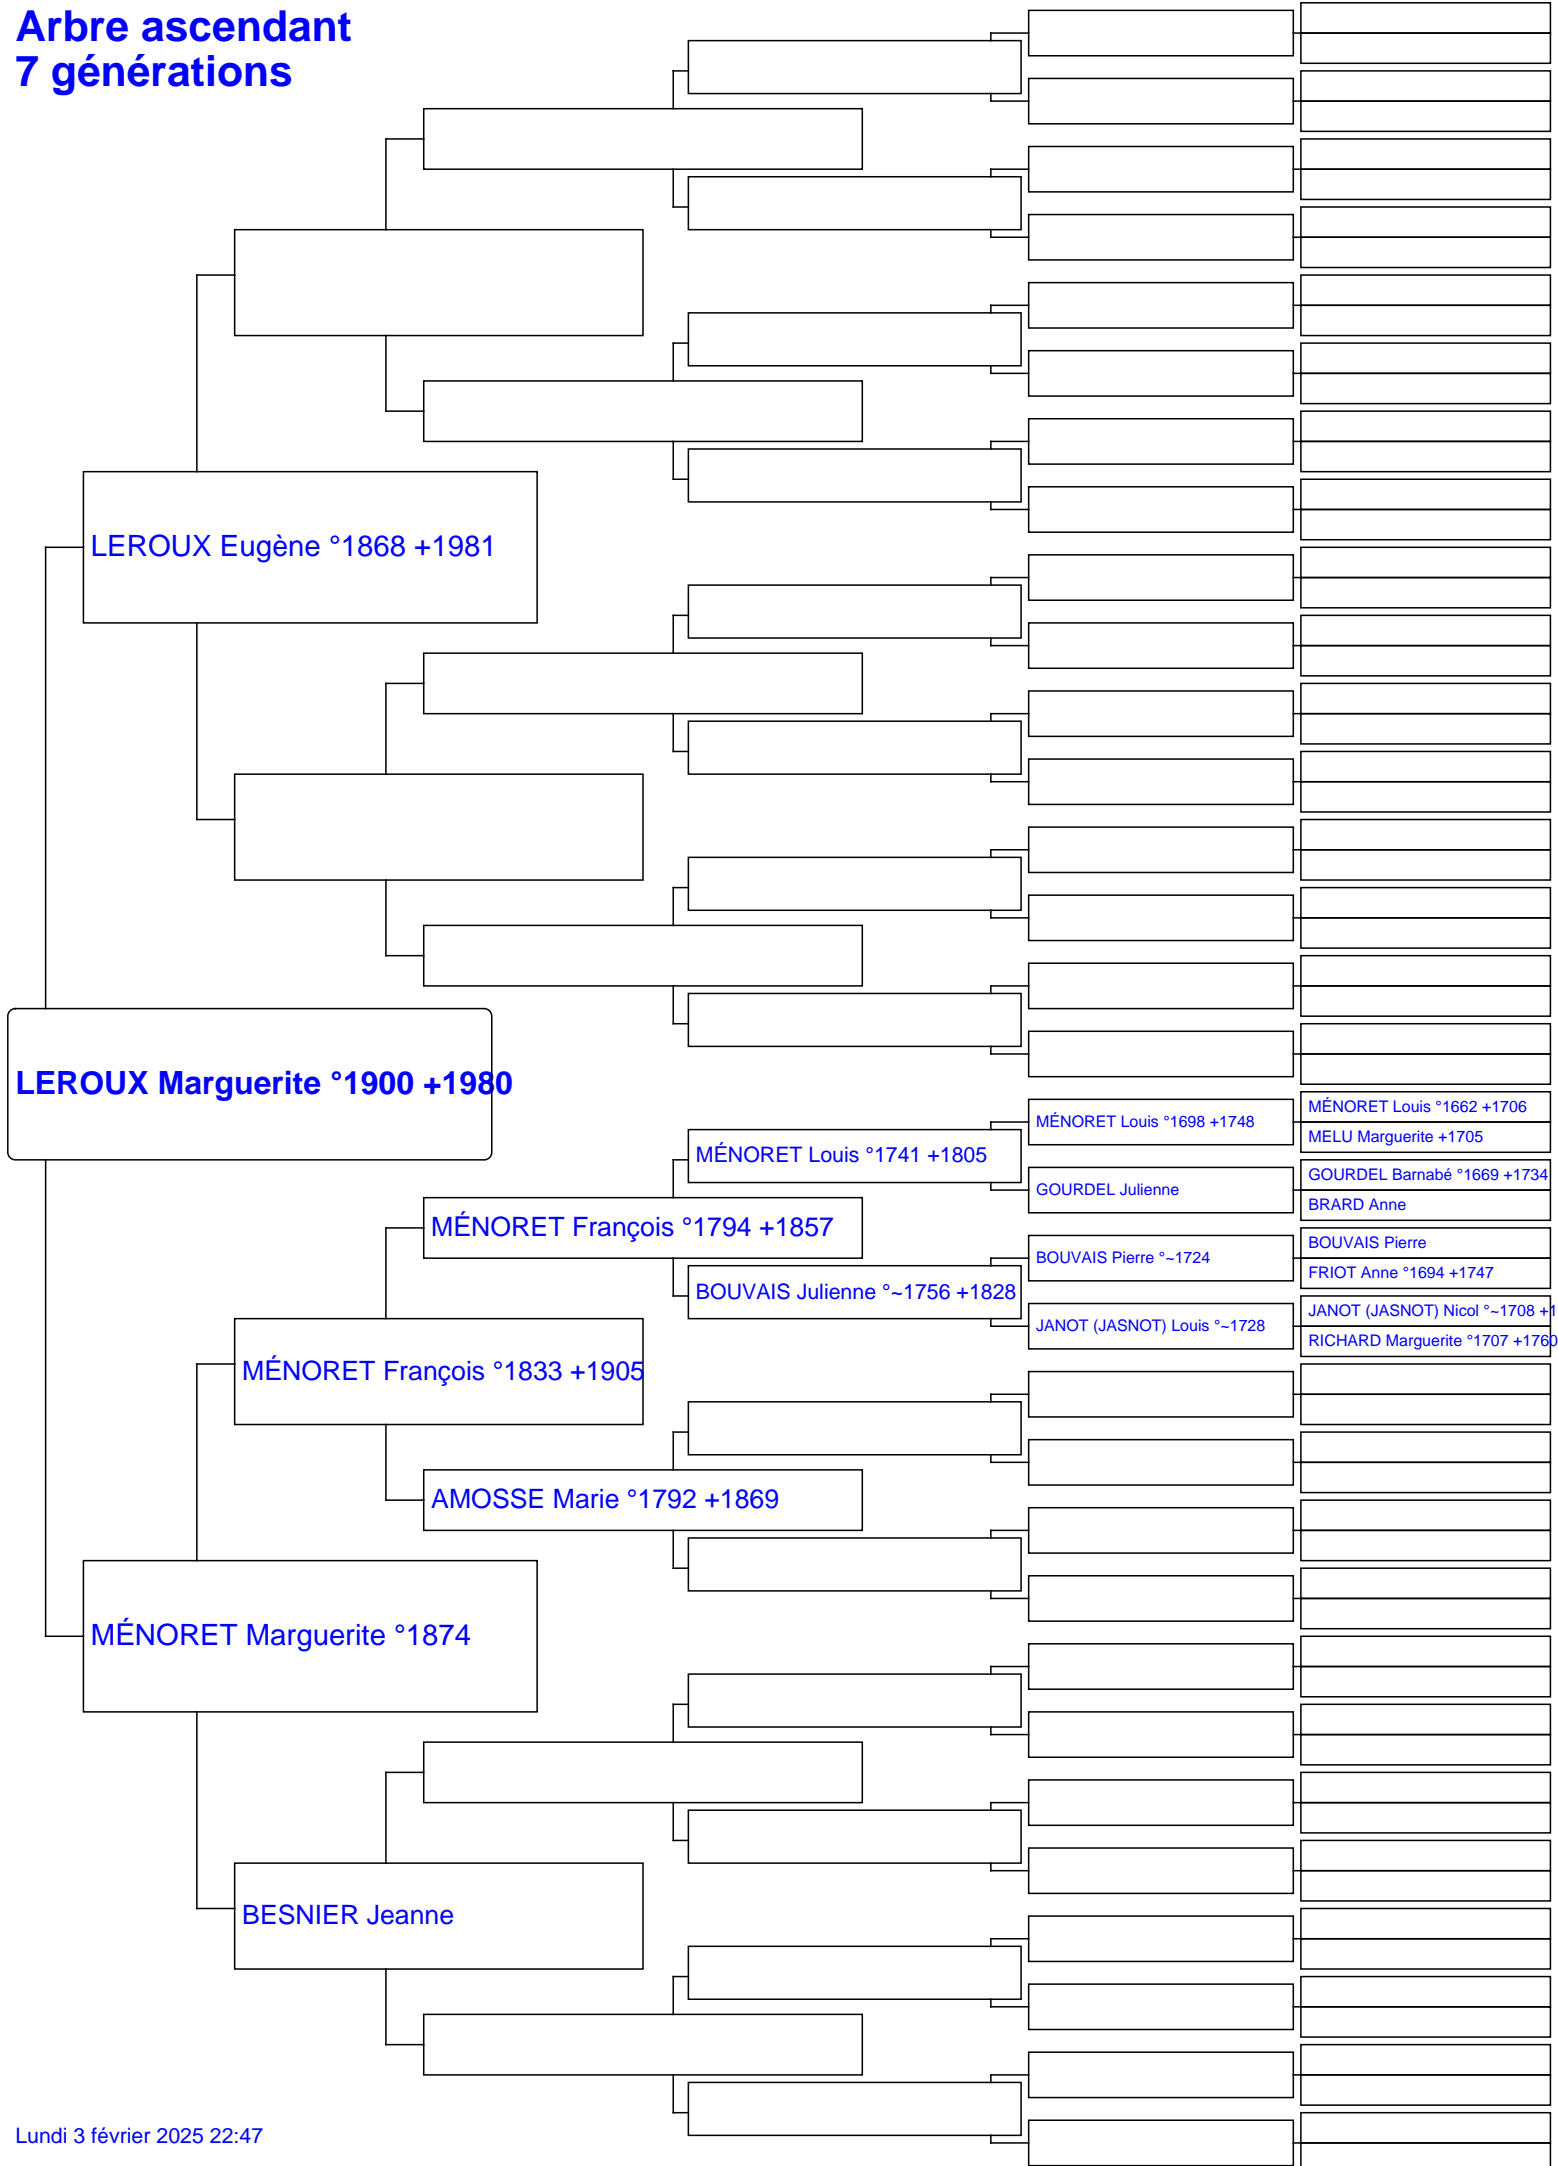 Arbre ascendant
7 générations
LEROUX Eugène °1868 +1981
LEROUX Marguerite °1900 +1980
MÉNORET Louis °1698 +1748
MÉNORET Louis °1662 +1706
MELU Marguerite +1705
MÉNORET Louis °1741 +1805
GOURDEL Julienne
GOURDEL Barnabé °1669 +1734
BRARD Anne
MÉNORET François °1794 +1857
BOUVAIS Pierre °~1724
BOUVAIS Pierre
FRIOT Anne °1694 +1747
BOUVAIS Julienne °~1756 +1828
JANOT (JASNOT) Louis °~1728
JANOT (JASNOT) Nicol °~1708 +1
RICHARD Marguerite °1707 +1760
MÉNORET François °1833 +1905
AMOSSE Marie °1792 +1869
MÉNORET Marguerite °1874
BESNIER Jeanne
Lundi 3 février 2025 22:47